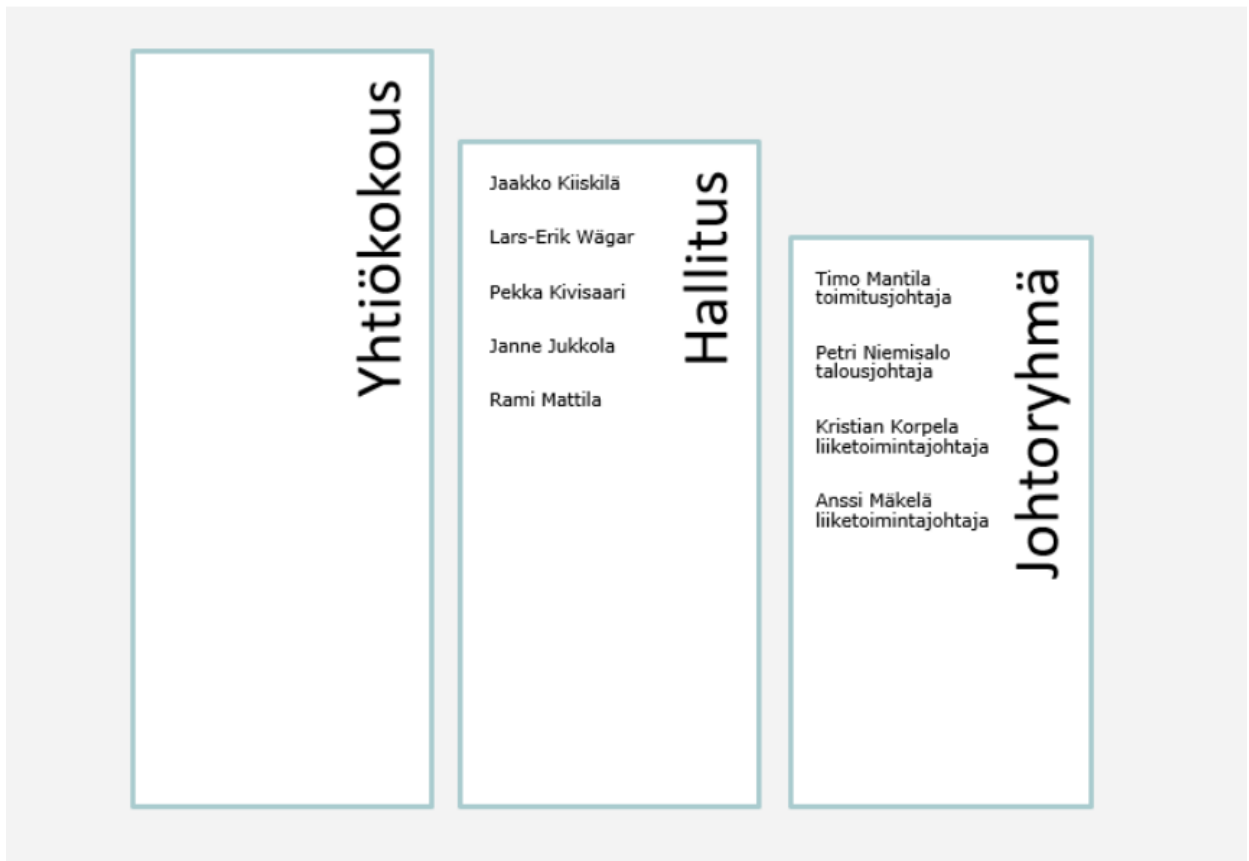 Yhtiökokous
Jaakko Kiiskilä
Lars-Erik Wägar
Pekka Kivisaari
Janne Jukkola
Rami Mattila
Hallitus
Timo Mantila
toimitusjohtaja
Petri Niemisalo
talousjohtaja
Kristian Korpela
liiketoimintajohtaja
Anssi Mäkelä
liiketoimintajohtaja
Johtoryhmä